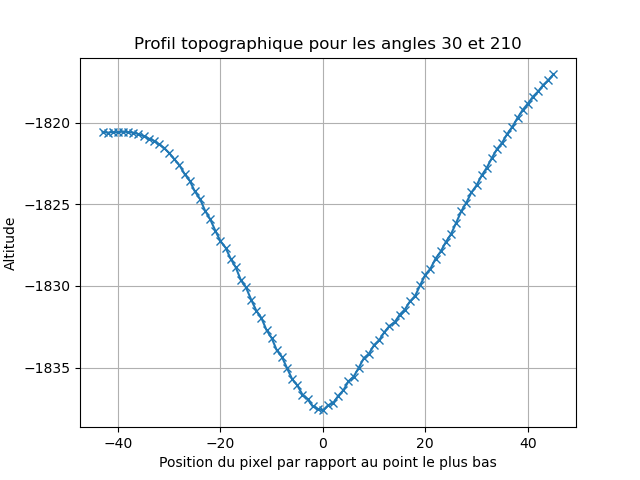 Profil topographique pour les angles 30 et 210
Altitude
−1820
−1825
−1830
−1835
−40 −20 0 20 40
Position du pixel par rapport au point le plus bas